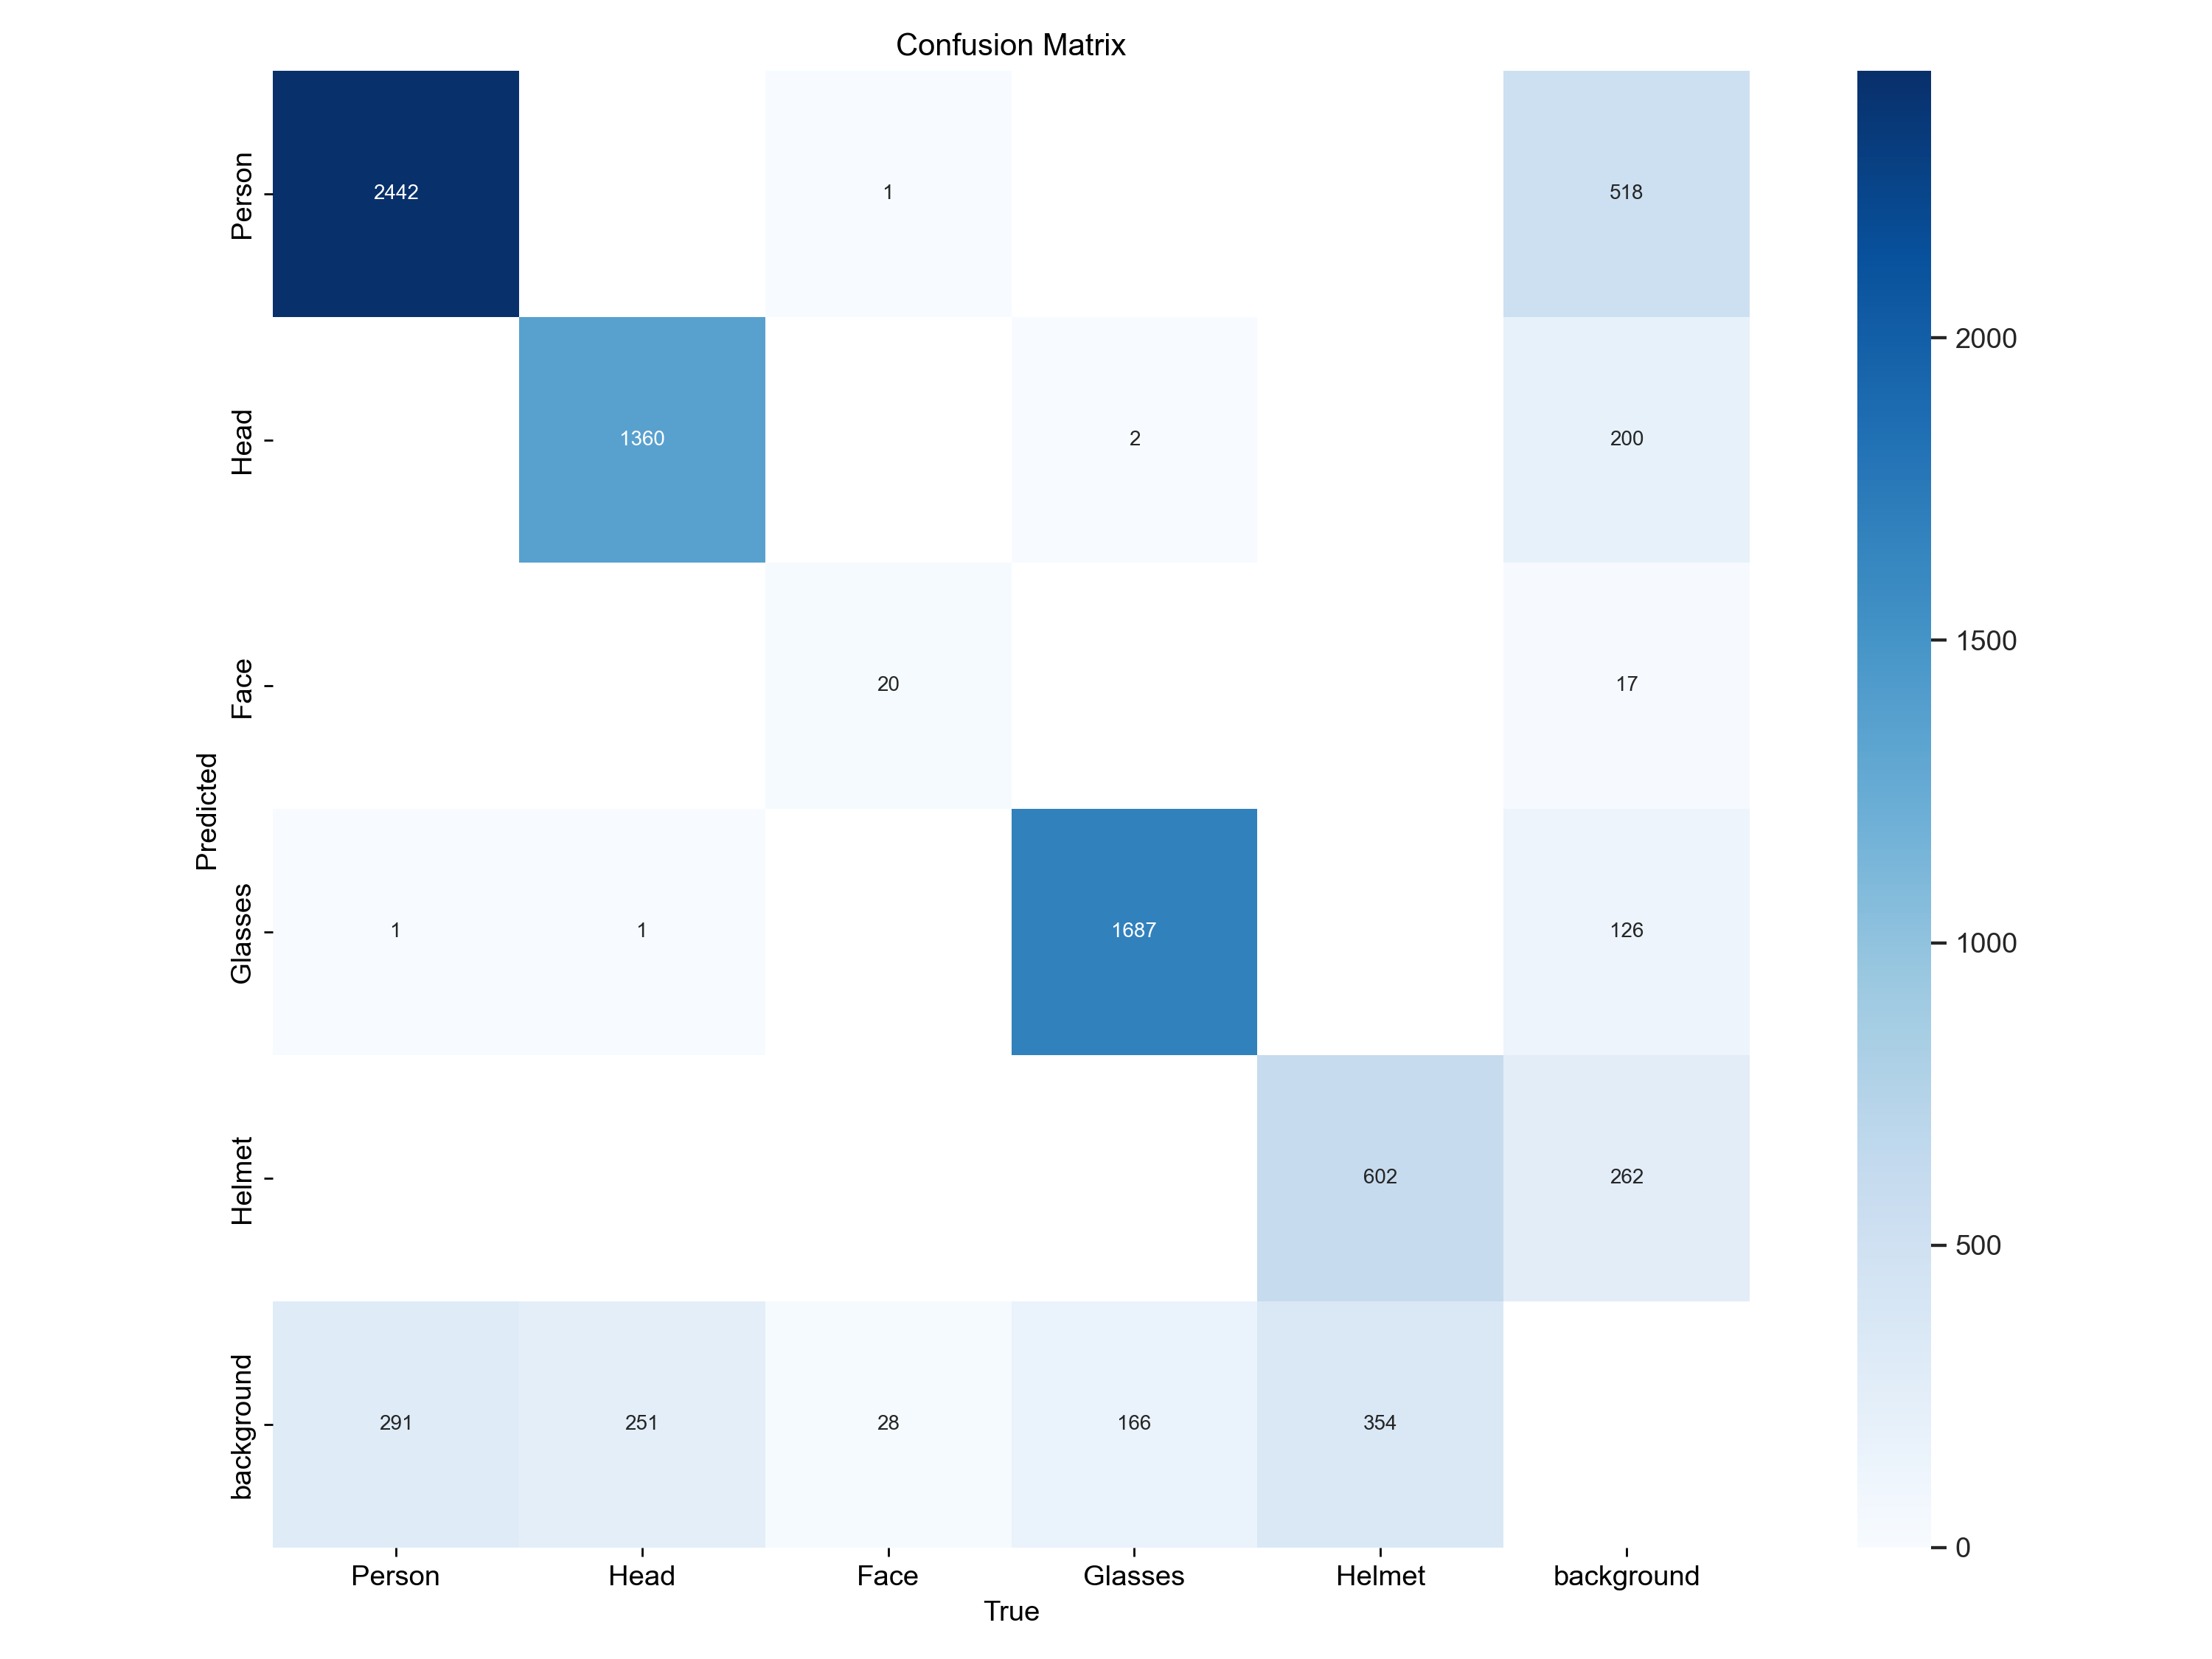 Confusion Matrix
Person
2442
1
518
2000
Head
1360
2
200
1500
Face
20
17
Predicted
Glasses
1
1
1687
126
1000
Helmet
602
262
500
background
291
251
28
166
354
0
Person
Head
Face
Glasses
Helmet
background
True